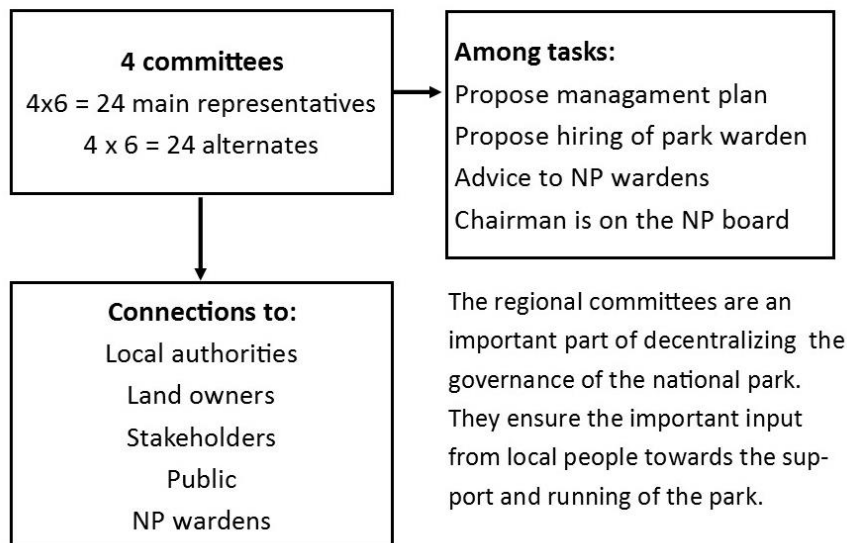 4 committees
4x6 = 24 main representatives
4 x 6 = 24 alternates
Among tasks:
Propose managament plan
Propose hiring of park warden
Advice to NP wardens
Chairman is on the NP board
Connections to:
Local authorities
Land owners
Stakeholders
Public
NP wardens
The regional committees are an
important part of decentralizing  the
governance of the national park.
They ensure the important input
from local people towards the sup-
port and running of the park.